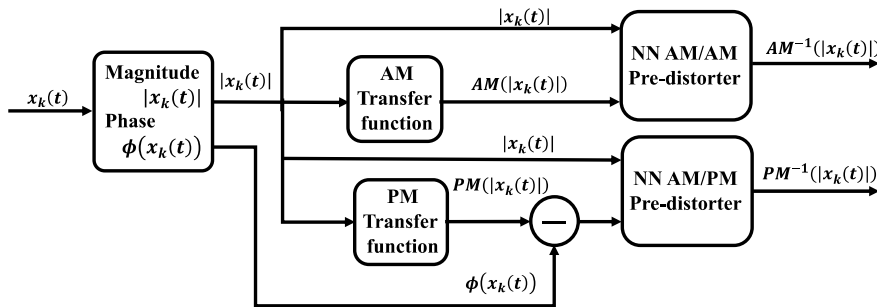 |x_k(t)|
x_k(t)
Magnitude
|x_k(t)|
Phase
ϕ(x_k(t))
|x_k(t)|
AM
Transfer
function
AM(|x_k(t)|)
NN AM/AM
Pre-distorter
AM⁻¹(|x_k(t)|)
|x_k(t)|
PM
Transfer
function
PM(|x_k(t)|)
—
NN AM/PM
Pre-distorter
PM⁻¹(|x_k(t)|)
ϕ(x_k(t))